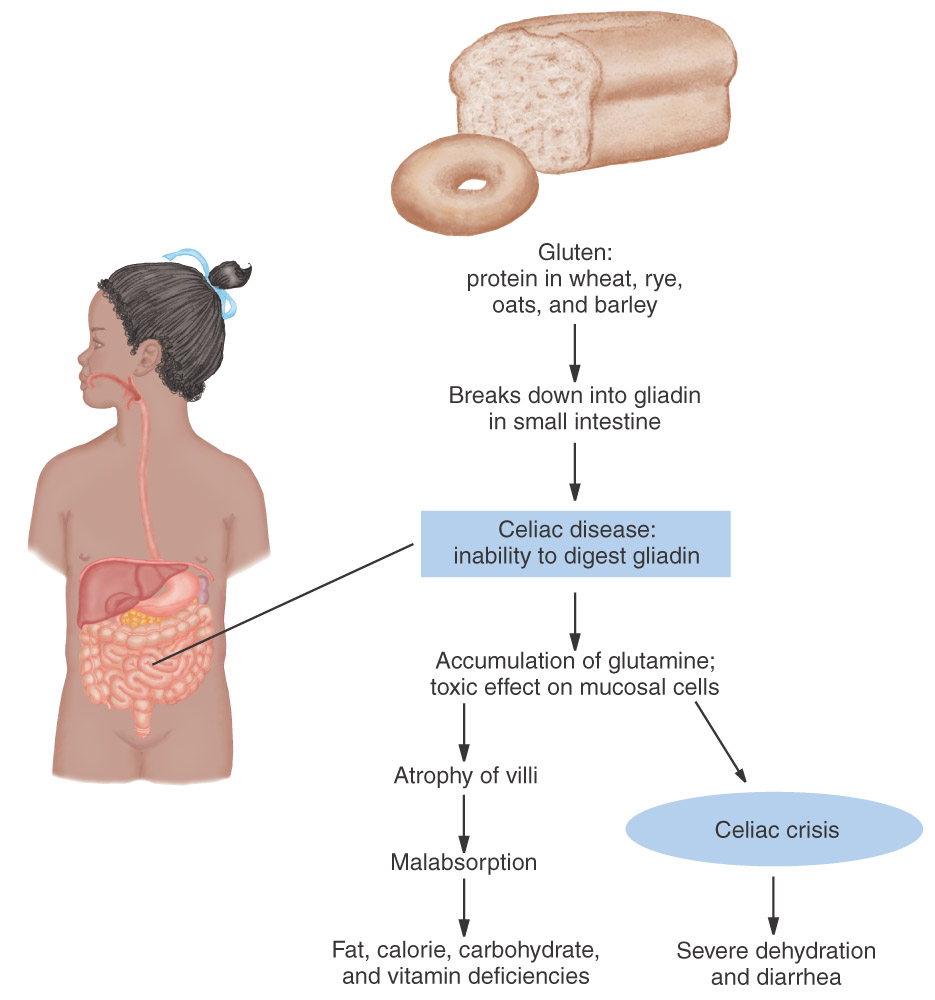 Gluten:
protein in wheat, rye,
oats, and barley
Breaks down into gliadin
in small intestine
Celiac disease:
inability to digest gliadin
Accumulation of glutamine;
toxic effect on mucosal cells
Atrophy of villi
Malabsorption
Fat, calorie, carbohydrate,
and vitamin deficiencies
Celiac crisis
Severe dehydration
and diarrhea